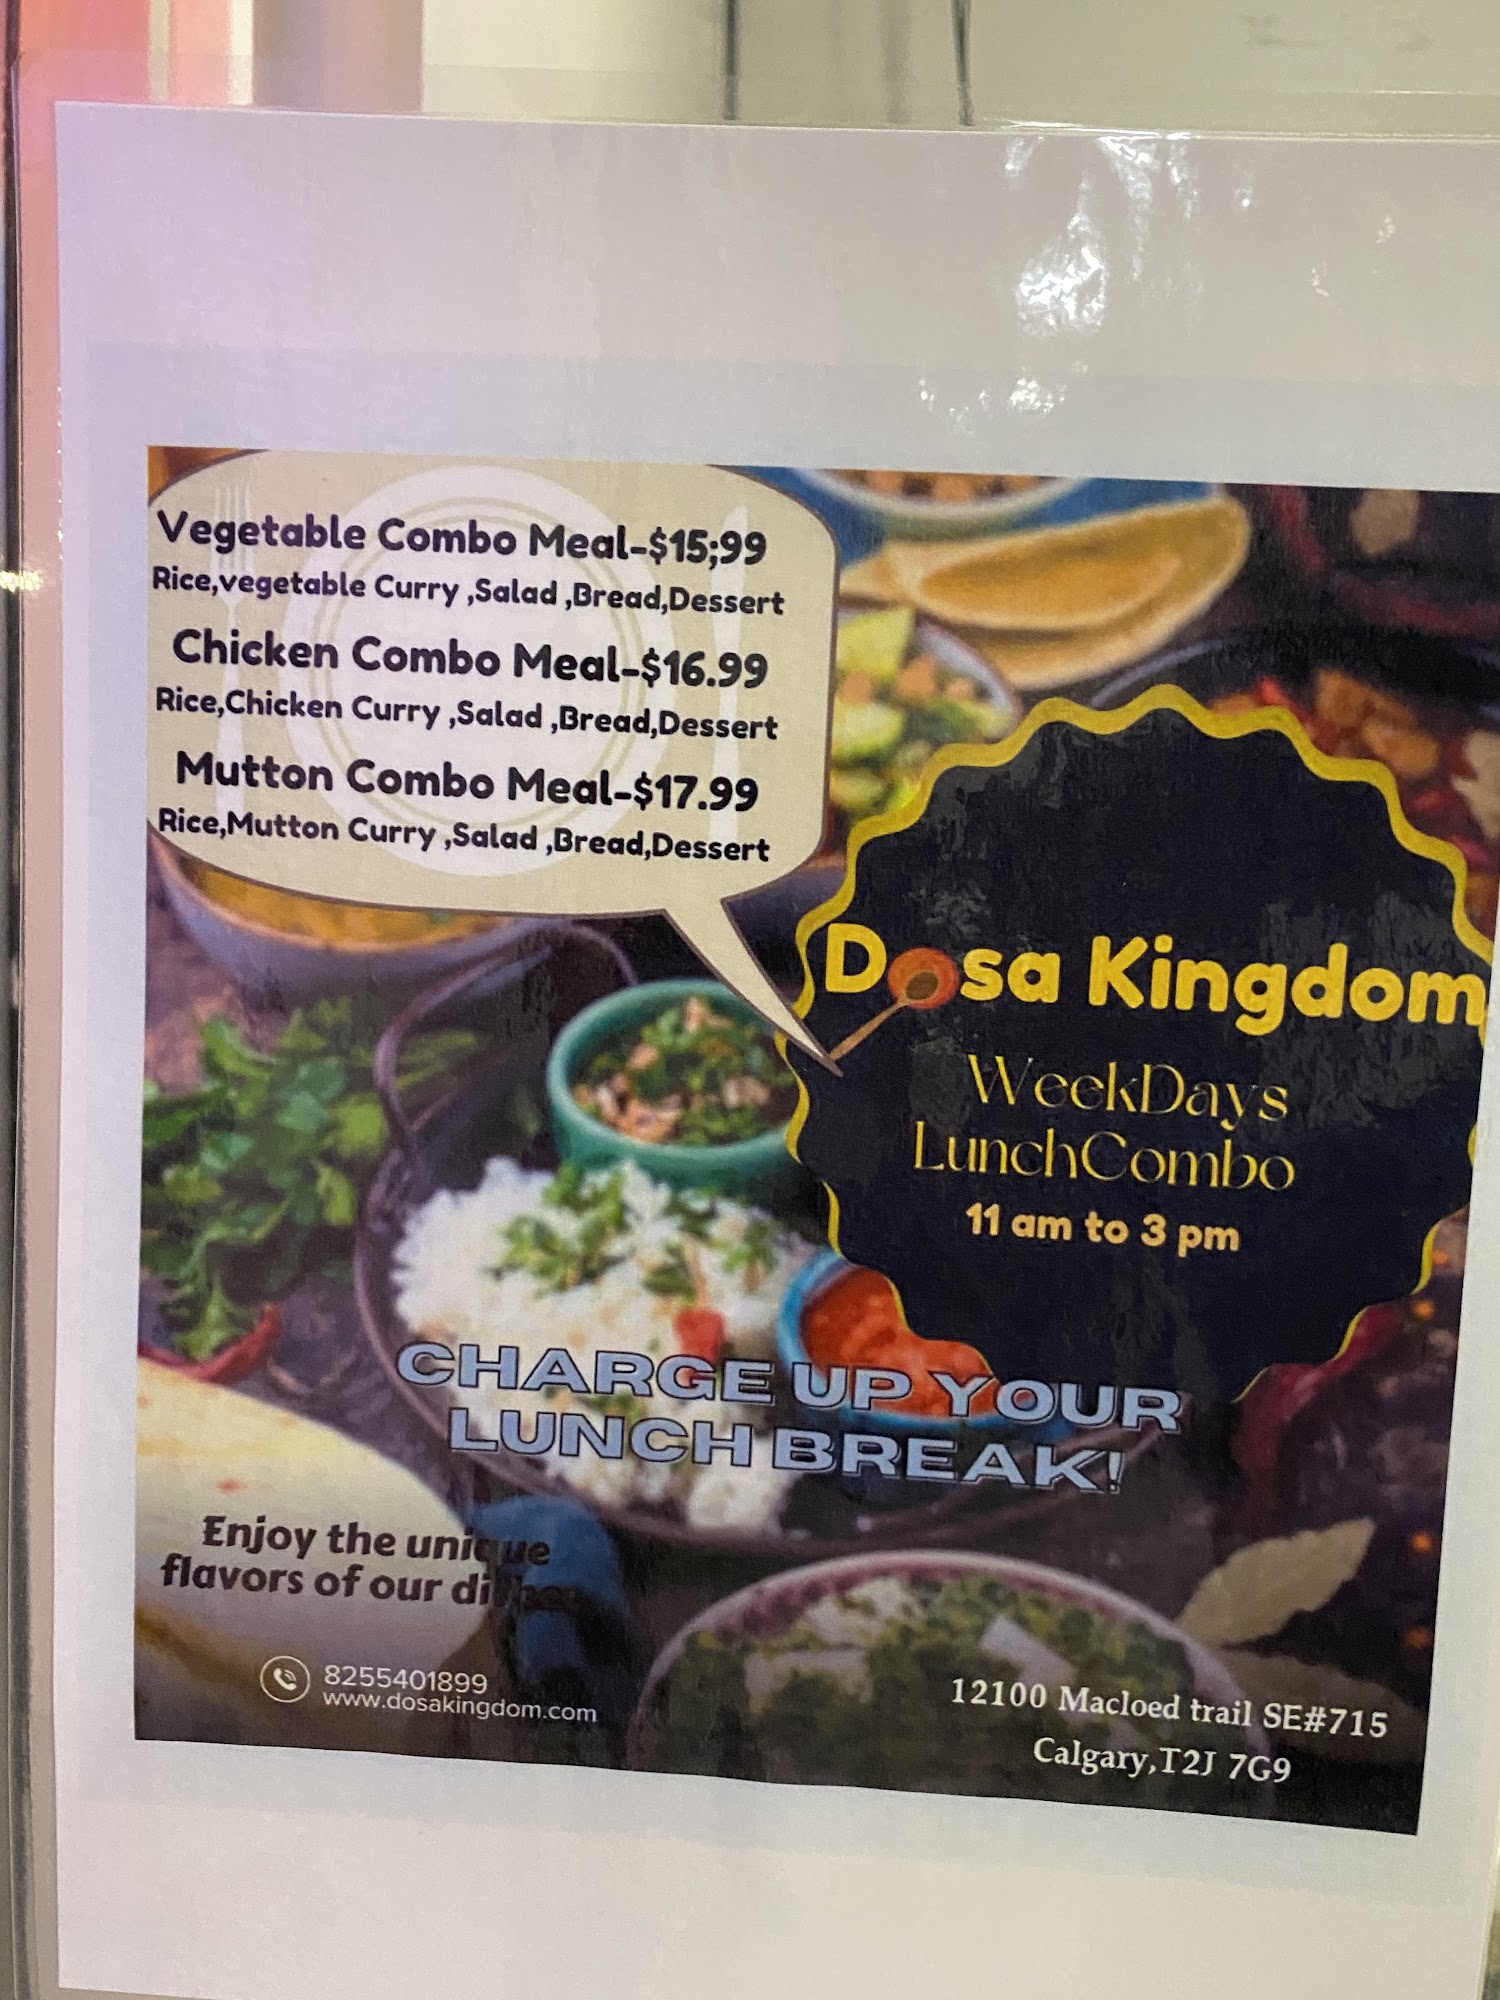 Vegetable Combo Meal-$15;99
Rice,vegetable Curry ,Salad ,Bread,Dessert
Chicken Combo Meal-$16.99
Rice,Chicken Curry ,Salad ,Bread,Dessert
Mutton Combo Meal-$17.99
Rice,Mutton Curry ,Salad ,Bread,Dessert
Dosa Kingdom
WeekDays
LunchCombo
11 am to 3 pm
CHARGE UP YOUR
LUNCH BREAK!
Enjoy the unique
flavors of our
8255401899
www.dosakingdom.com
12100 Macloed trail SE#715
Calgary,T2J 7G9